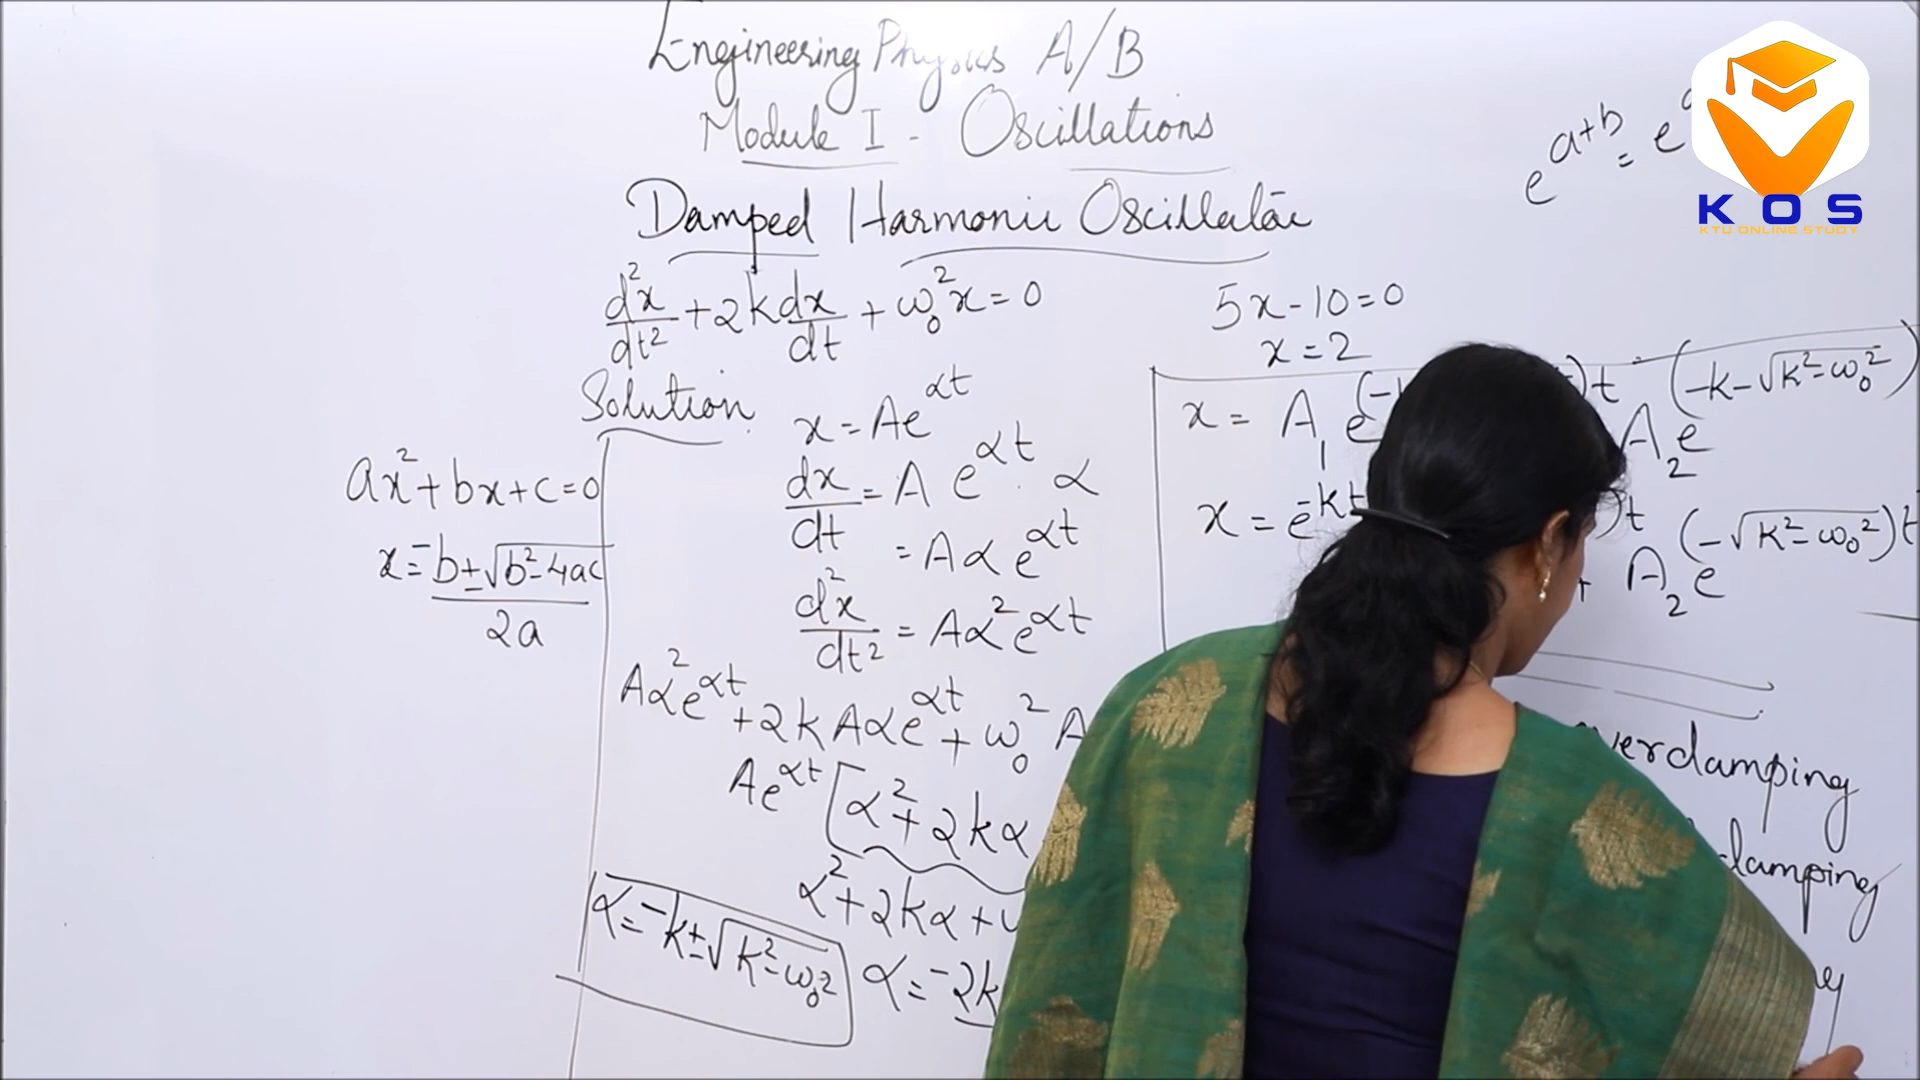 Engineering Physics A/B
Module I - Oscillations
Damped Harmonic Oscillator
d²x/dt² + 2k dx/dt + ω₀²x = 0
Solution
x = Ae^αt
dx/dt = A e^αt α
= Aα e^αt
d²x/dt² = Aα² e^αt
Aα²e^αt + 2kAαe^αt + ω₀² A
Ae^αt [α² + 2kα
α² + 2kα +
α = -2k
α = -k ± √k² - ω₀²
ax² + bx + c = 0
x = -b ± √b² - 4ac / 2a
e^a+b = e
5x - 10 = 0
x = 2
x = A₁ e^(- )t A₂ e^(-k - √k² - ω₀²)
x = e^-kt )t + A₂ e^(-√k² - ω₀²)t
verdamping
damping
KOS
KTU ONLINE STUDY